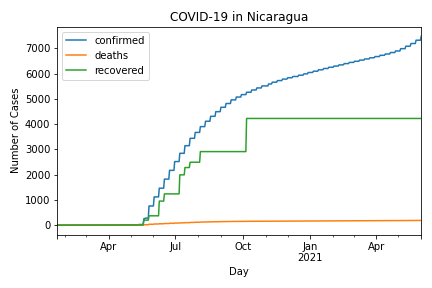 COVID-19 in Nicaragua
confirmed
deaths
recovered
Number of Cases
7000
6000
5000
4000
3000
2000
1000
0
Apr
Jul
Oct
Jan
2021
Apr
Day